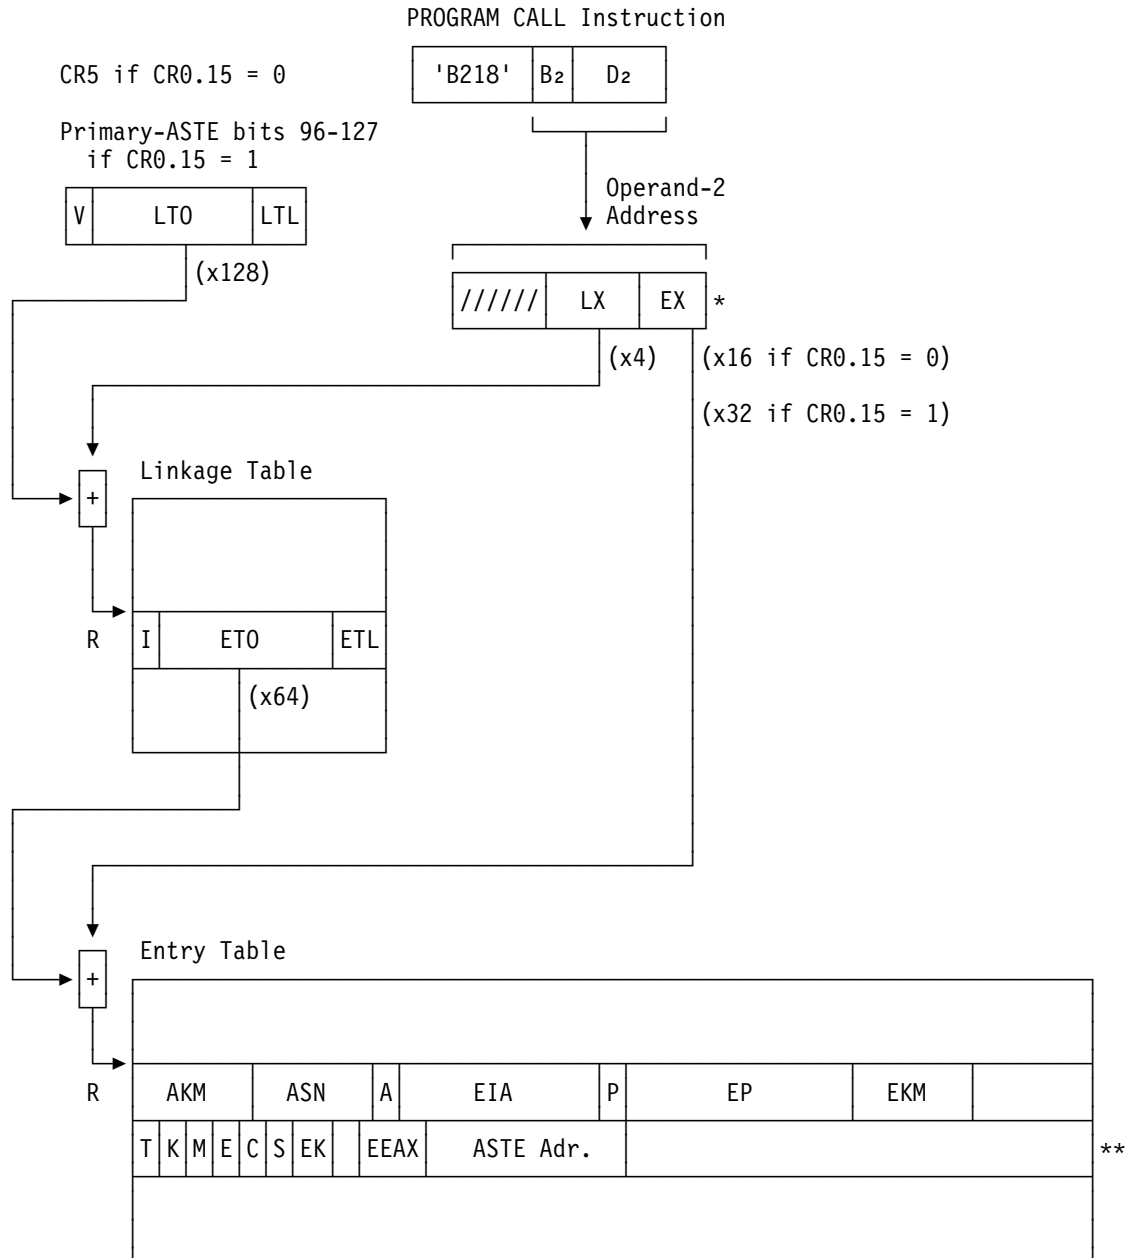 PROGRAM CALL Instruction
CR5 if CR0.15 = 0
'B218' B₂ D₂
Primary-ASTE bits 96-127
if CR0.15 = 1
V LTO LTL
Operand-2
Address
(x128)
////// LX EX *
(x4) (x16 if CR0.15 = 0)
(x32 if CR0.15 = 1)
Linkage Table
+
R I ETO ETL
(x64)
Entry Table
+
R AKM ASN A EIA P EP EKM
T K M E C S EK EEAX ASTE Adr. **